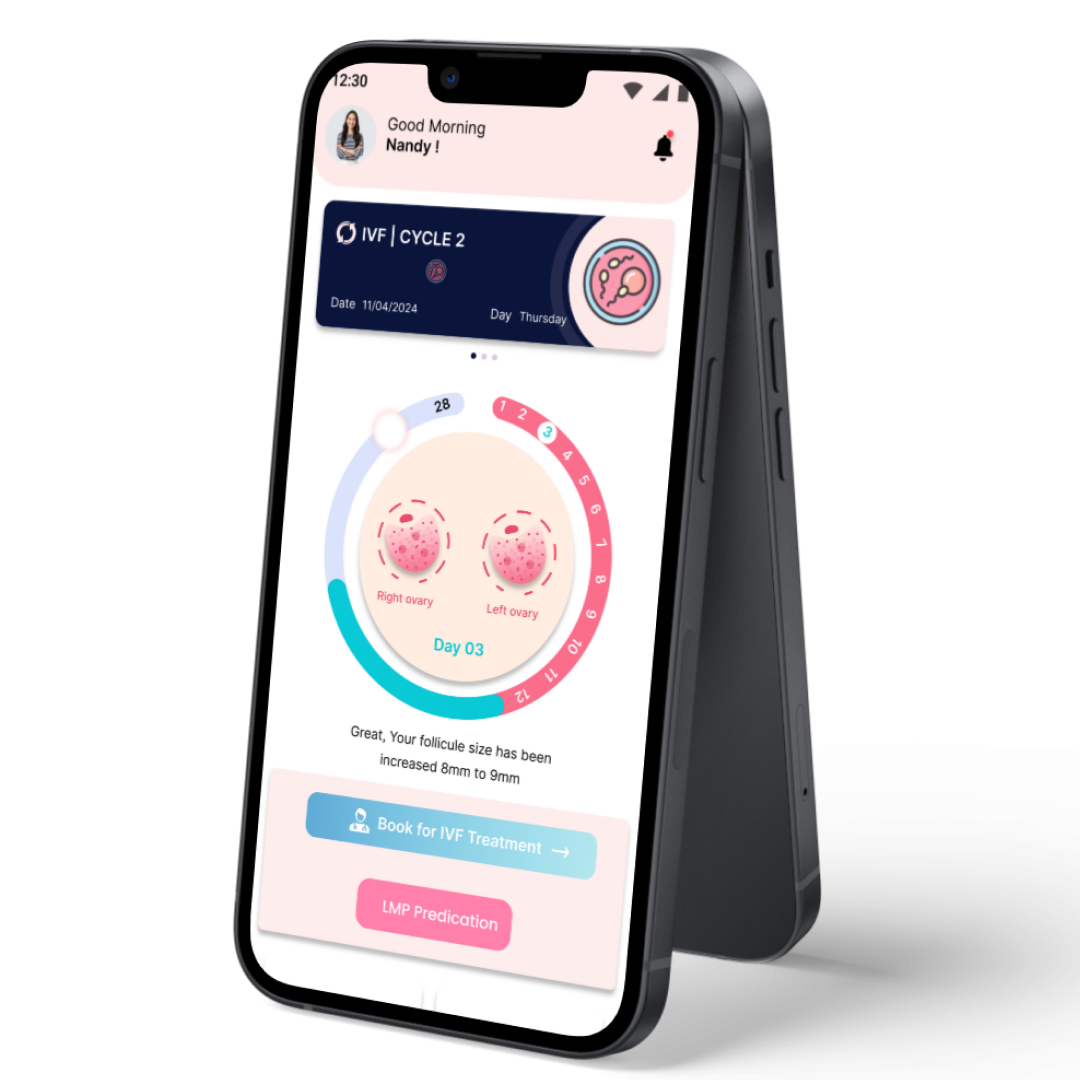 12:30
Good Morning
Nandy !
IVF | CYCLE 2
Date 11/04/2024
Day Thursday
28
1
2
3
4
5
6
7
8
9
10
11
12
Right ovary
Left ovary
Day 03
Great, Your follicule size has been
increased 8mm to 9mm
Book for IVF Treatment →
LMP Predication